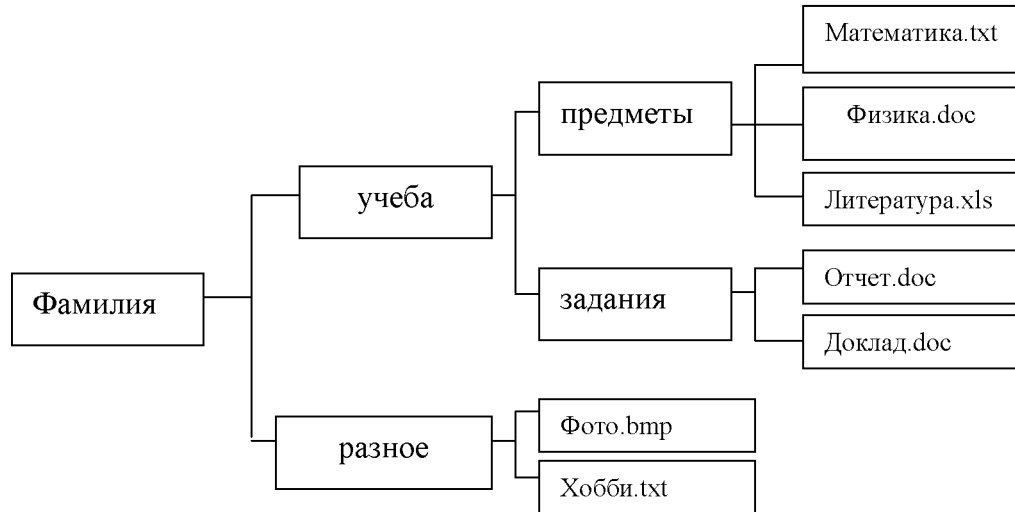 Математика.txt
предметы
Физика.doc
учеба
Литература.xls
Отчет.doc
Фамилия
задания
Доклад.doc
Фото.bmp
разное
Хобби.txt